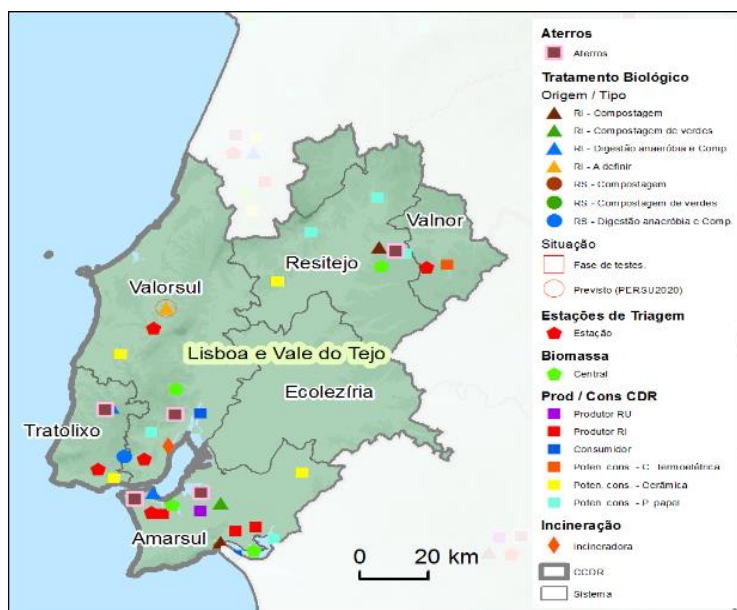 Valnor
Resitejo
Valorsul
Lisboa e Vale do Tejo
Ecolezíria
Tratolixo
Amarsul
0 20 km
Aterros
Aterros
Tratamento Biológico
Origem / Tipo
RI - Compostagem
RI - Compostagem de verdes
RI - Digestão anaeróbia e Comp.
RI - A definir
RS - Compostagem
RS - Compostagem de verdes
RS - Digestão anaeróbia e Comp.
Situação
Fase de testes.
Previsto (PERSU2020)
Estações de Triagem
Estação
Biomassa
Central
Prod / Cons CDR
Produtor RU
Produtor RI
Consumidor
Poten. cons. - C. termoelétrica
Poten. cons. - Cerâmica
Poten. cons. - P. papel
Incineração
Incineradora
CCDR
Sistema